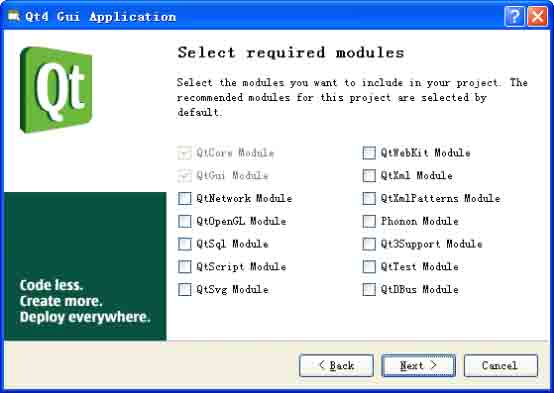 Qt4 Gui Application
Qt
Select required modules
Select the modules you want to include in your project. The
recommended modules for this project are selected by
default.
QtCore Module
QtWebKit Module
QtGui Module
QtXml Module
QtNetwork Module
QtXmlPatterns Module
QtOpenGL Module
Phonon Module
QtSql Module
Qt3Support Module
QtScript Module
QtTest Module
QtSvg Module
QtDBus Module
Code less.
Create more.
Deploy everywhere.
< Back
Next >
Cancel